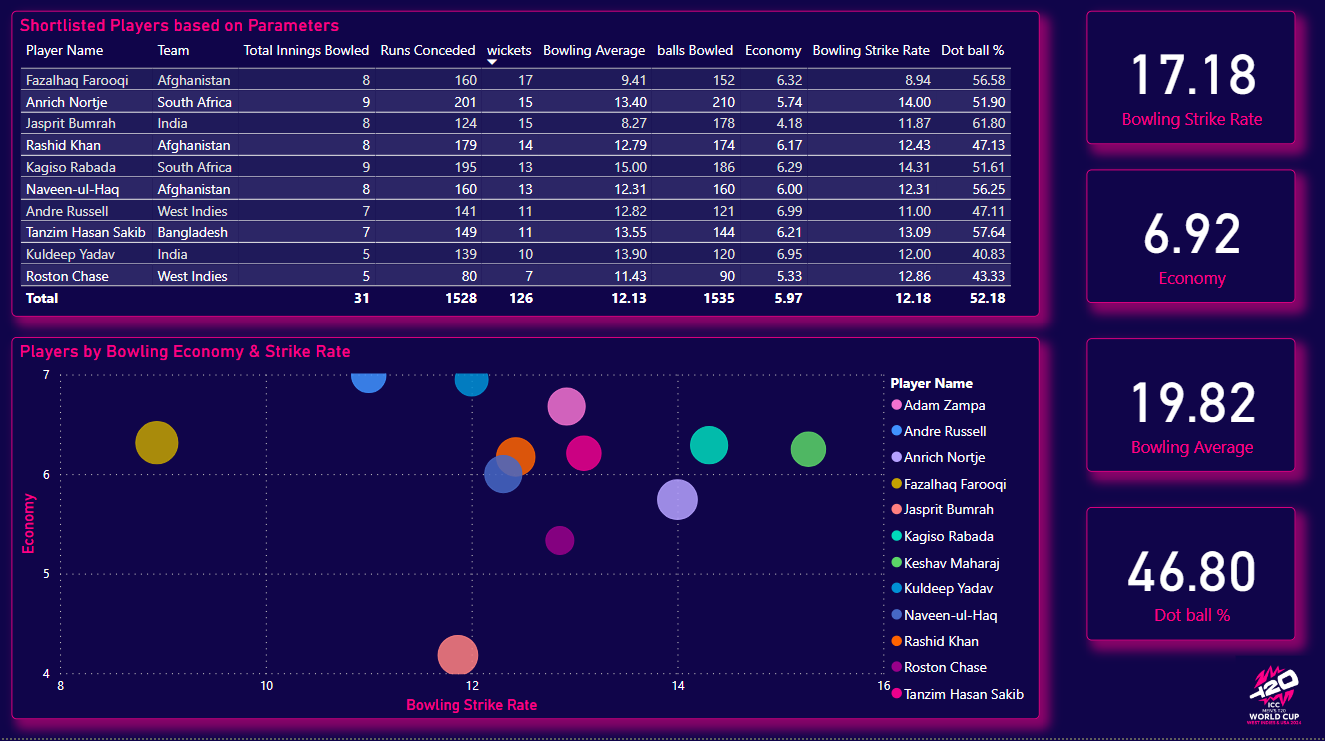 Shortlisted Players based on Parameters
Player Name Team Total Innings Bowled Runs Conceded wickets Bowling Average balls Bowled Economy Bowling Strike Rate Dot ball %
Fazalhaq Farooqi Afghanistan 8 160 17 9.41 152 6.32 8.94 56.58
Anrich Nortje South Africa 9 201 15 13.40 210 5.74 14.00 51.90
Jasprit Bumrah India 8 124 15 8.27 178 4.18 11.87 61.80
Rashid Khan Afghanistan 8 179 14 12.79 174 6.17 12.43 47.13
Kagiso Rabada South Africa 9 195 13 15.00 186 6.29 14.31 51.61
Naveen-ul-Haq Afghanistan 8 160 13 12.31 160 6.00 12.31 56.25
Andre Russell West Indies 7 141 11 12.82 121 6.99 11.00 47.11
Tanzim Hasan Sakib Bangladesh 7 149 11 13.55 144 6.21 13.09 57.64
Kuldeep Yadav India 5 139 10 13.90 120 6.95 12.00 40.83
Roston Chase West Indies 5 80 7 11.43 90 5.33 12.86 43.33
Total 31 1528 126 12.13 1535 5.97 12.18 52.18
17.18
Bowling Strike Rate
6.92
Economy
19.82
Bowling Average
46.80
Dot ball %
Players by Bowling Economy & Strike Rate
7
6
5
4
Economy
8 10 12 14 16
Bowling Strike Rate
Player Name
Adam Zampa
Andre Russell
Anrich Nortje
Fazalhaq Farooqi
Jasprit Bumrah
Kagiso Rabada
Keshav Maharaj
Kuldeep Yadav
Naveen-ul-Haq
Rashid Khan
Roston Chase
Tanzim Hasan Sakib
T20
ICC
MEN'S T20
WORLD CUP
WEST INDIES & USA 2024